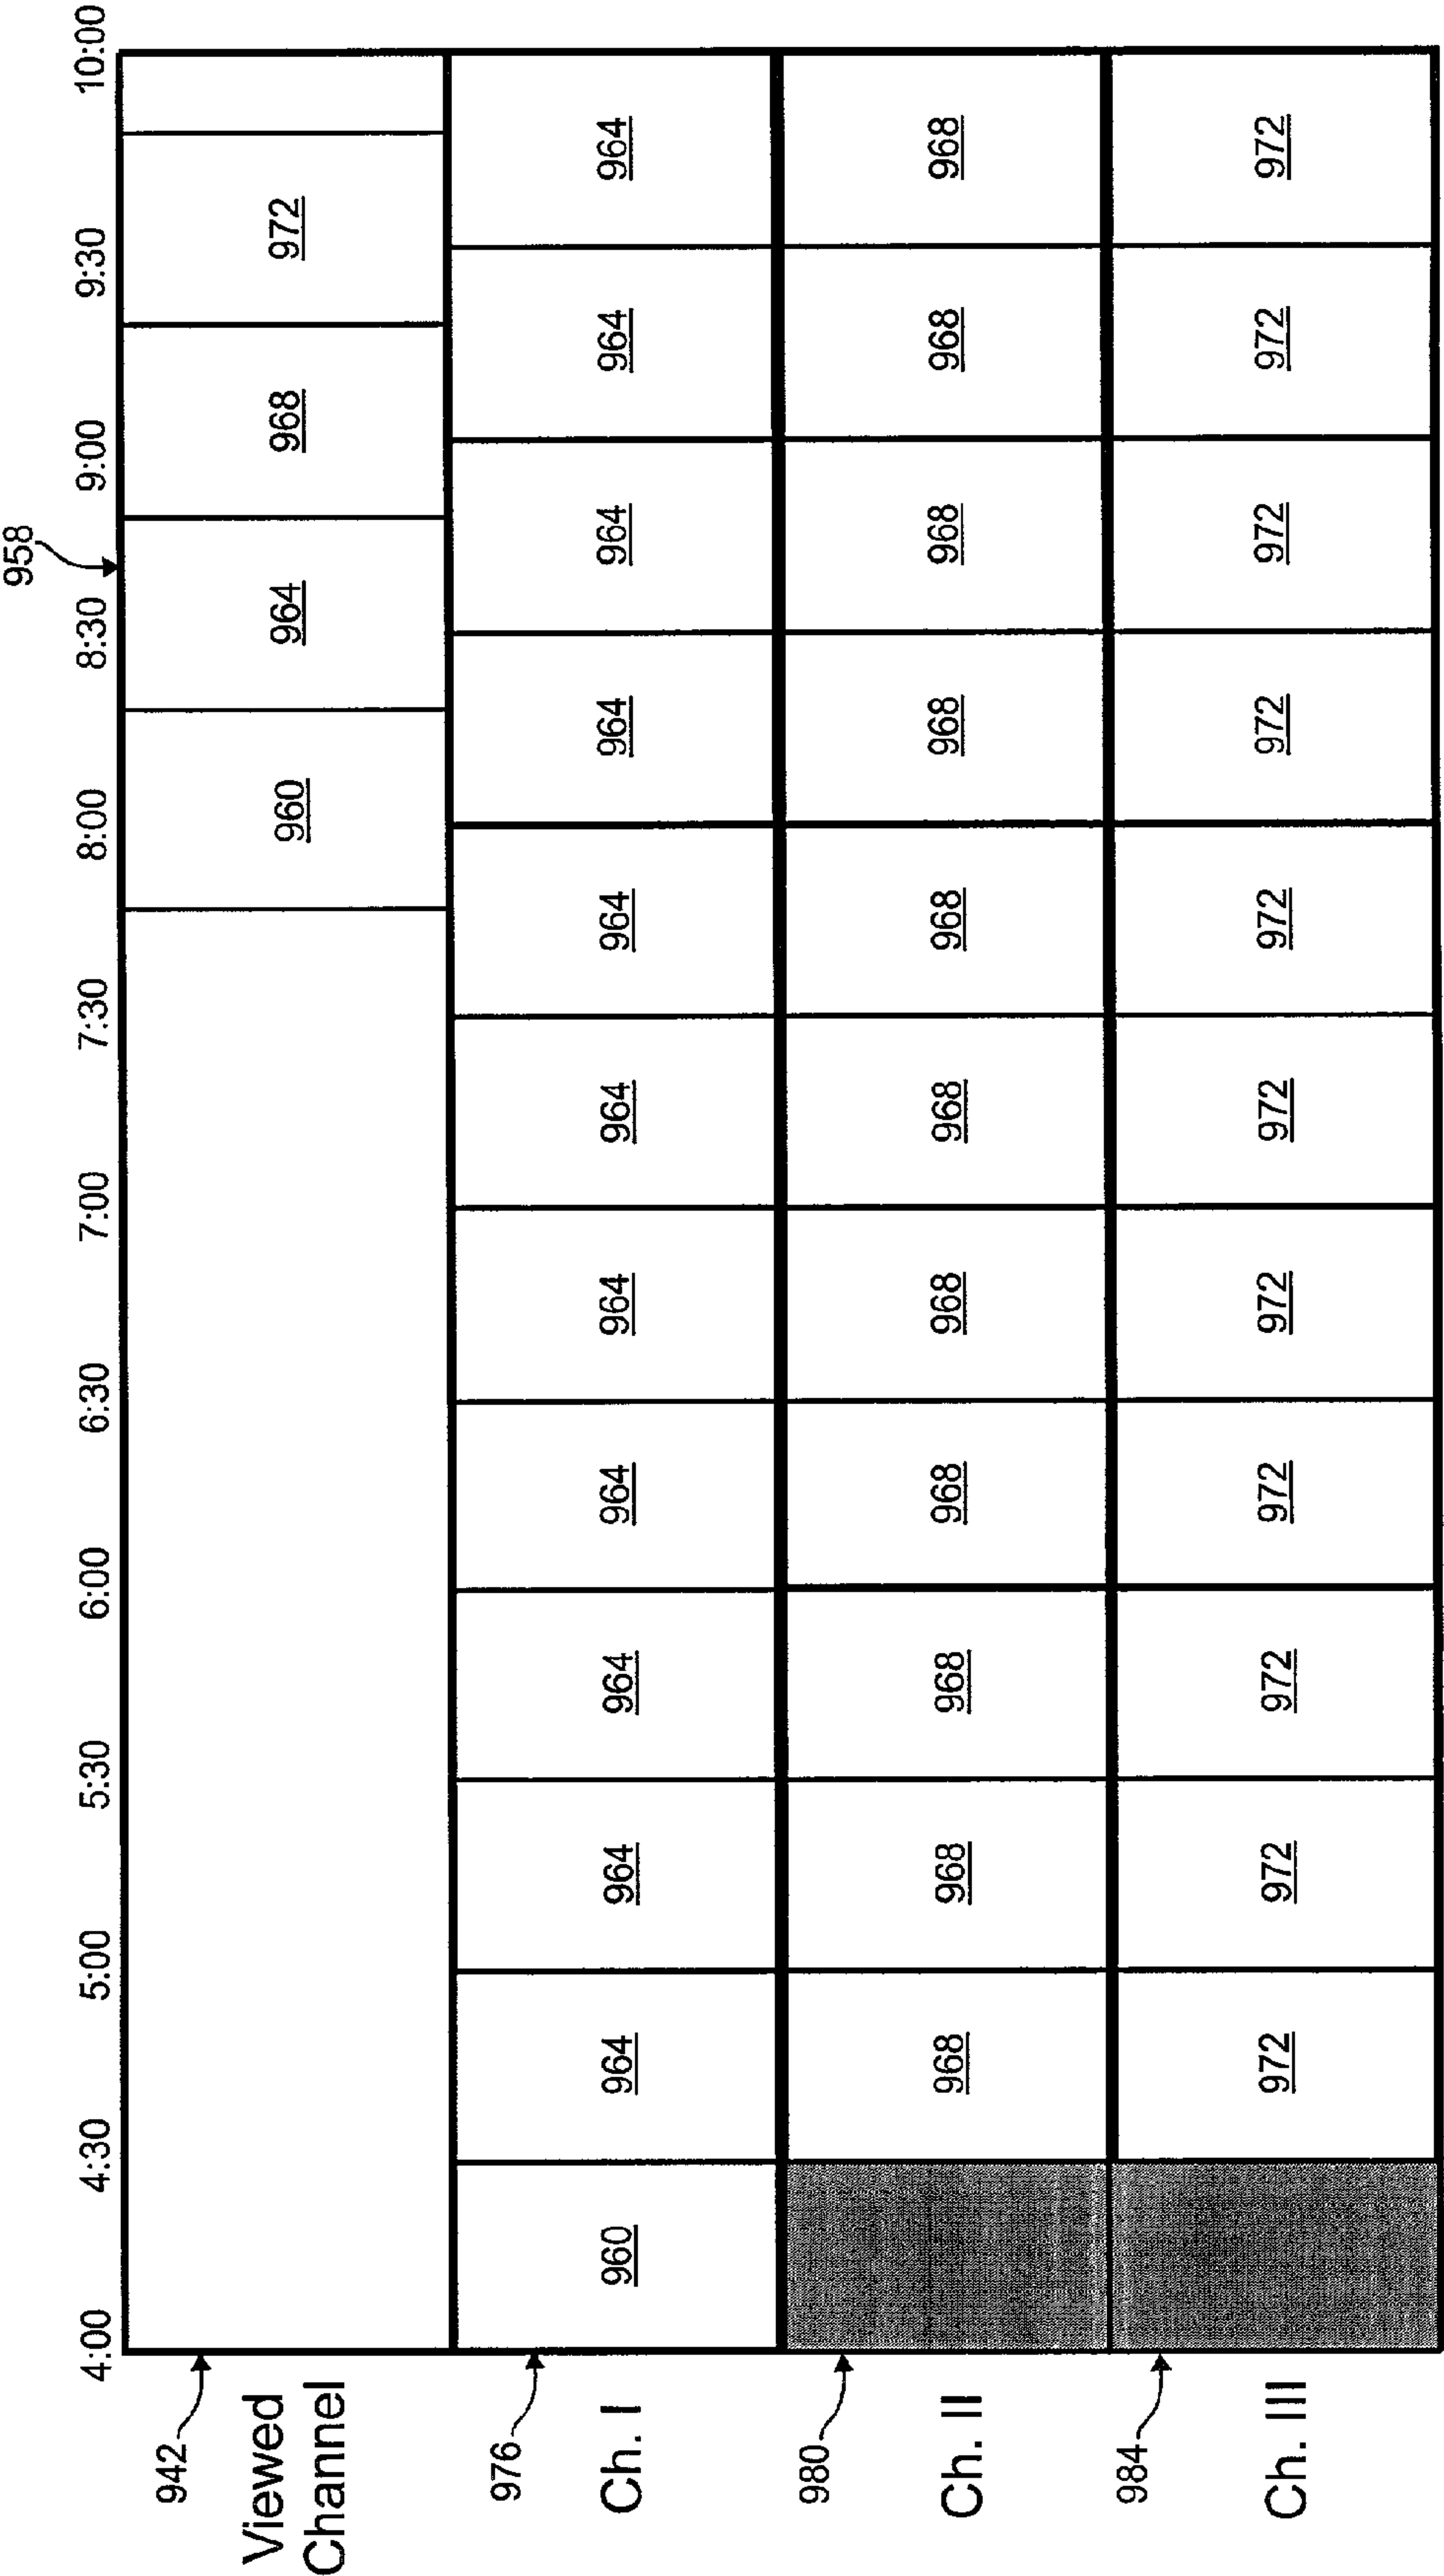 958
4:00 4:30 5:00 5:30 6:00 6:30 7:00 7:30 8:00 8:30 9:00 9:30 10:00
942
Viewed
Channel
960 964 968 972
976
Ch. I
960 964 964 964 964 964 964 964 964 964 964 964
980
Ch. II
968 968 968 968 968 968 968 968 968 968 968
984
Ch. III
972 972 972 972 972 972 972 972 972 972 972